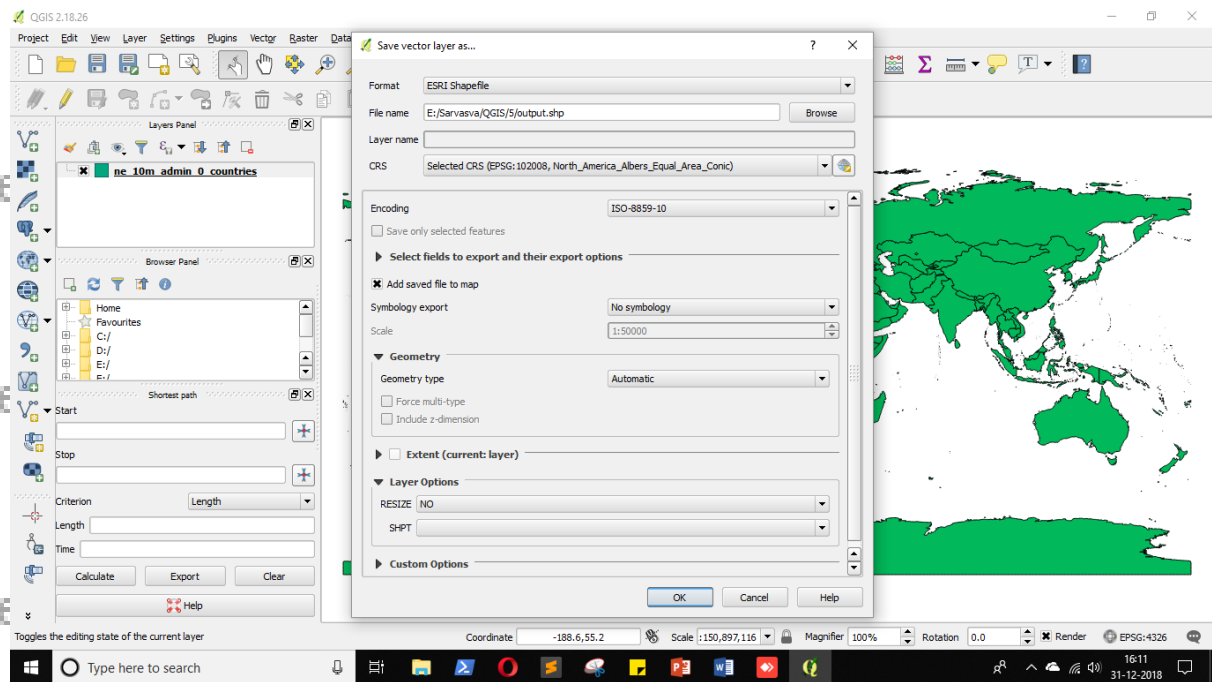 QGIS 2.18.26
Project Edit View Layer Settings Plugins Vector Raster Data
Save vector layer as...
?
Format ESRI Shapefile
File name E:/Sarvasva/QGIS/5/output.shp Browse
Layer name
CRS Selected CRS (EPSG:102008, North_America_Albers_Equal_Area_Conic)
Encoding ISO-8859-10
Save only selected features
Select fields to export and their export options
Add saved file to map
Symbology export No symbology
Scale 1:50000
Geometry
Geometry type Automatic
Force multi-type
Include z-dimension
Extent (current: layer)
Layer Options
RESIZE NO
SHPT
Custom Options
OK Cancel Help
Layers Panel
ne_10m_admin_0_countries
Browser Panel
Home
Favourites
C:/
D:/
E:/
Shortest path
Start
Stop
Criterion Length
Length
Time
Calculate Export Clear
Help
Toggles the editing state of the current layer
Coordinate -188.6,55.2 Scale :150,897,116 Magnifier 100% Rotation 0.0 Render EPSG:4326
Type here to search
16:11
31-12-2018